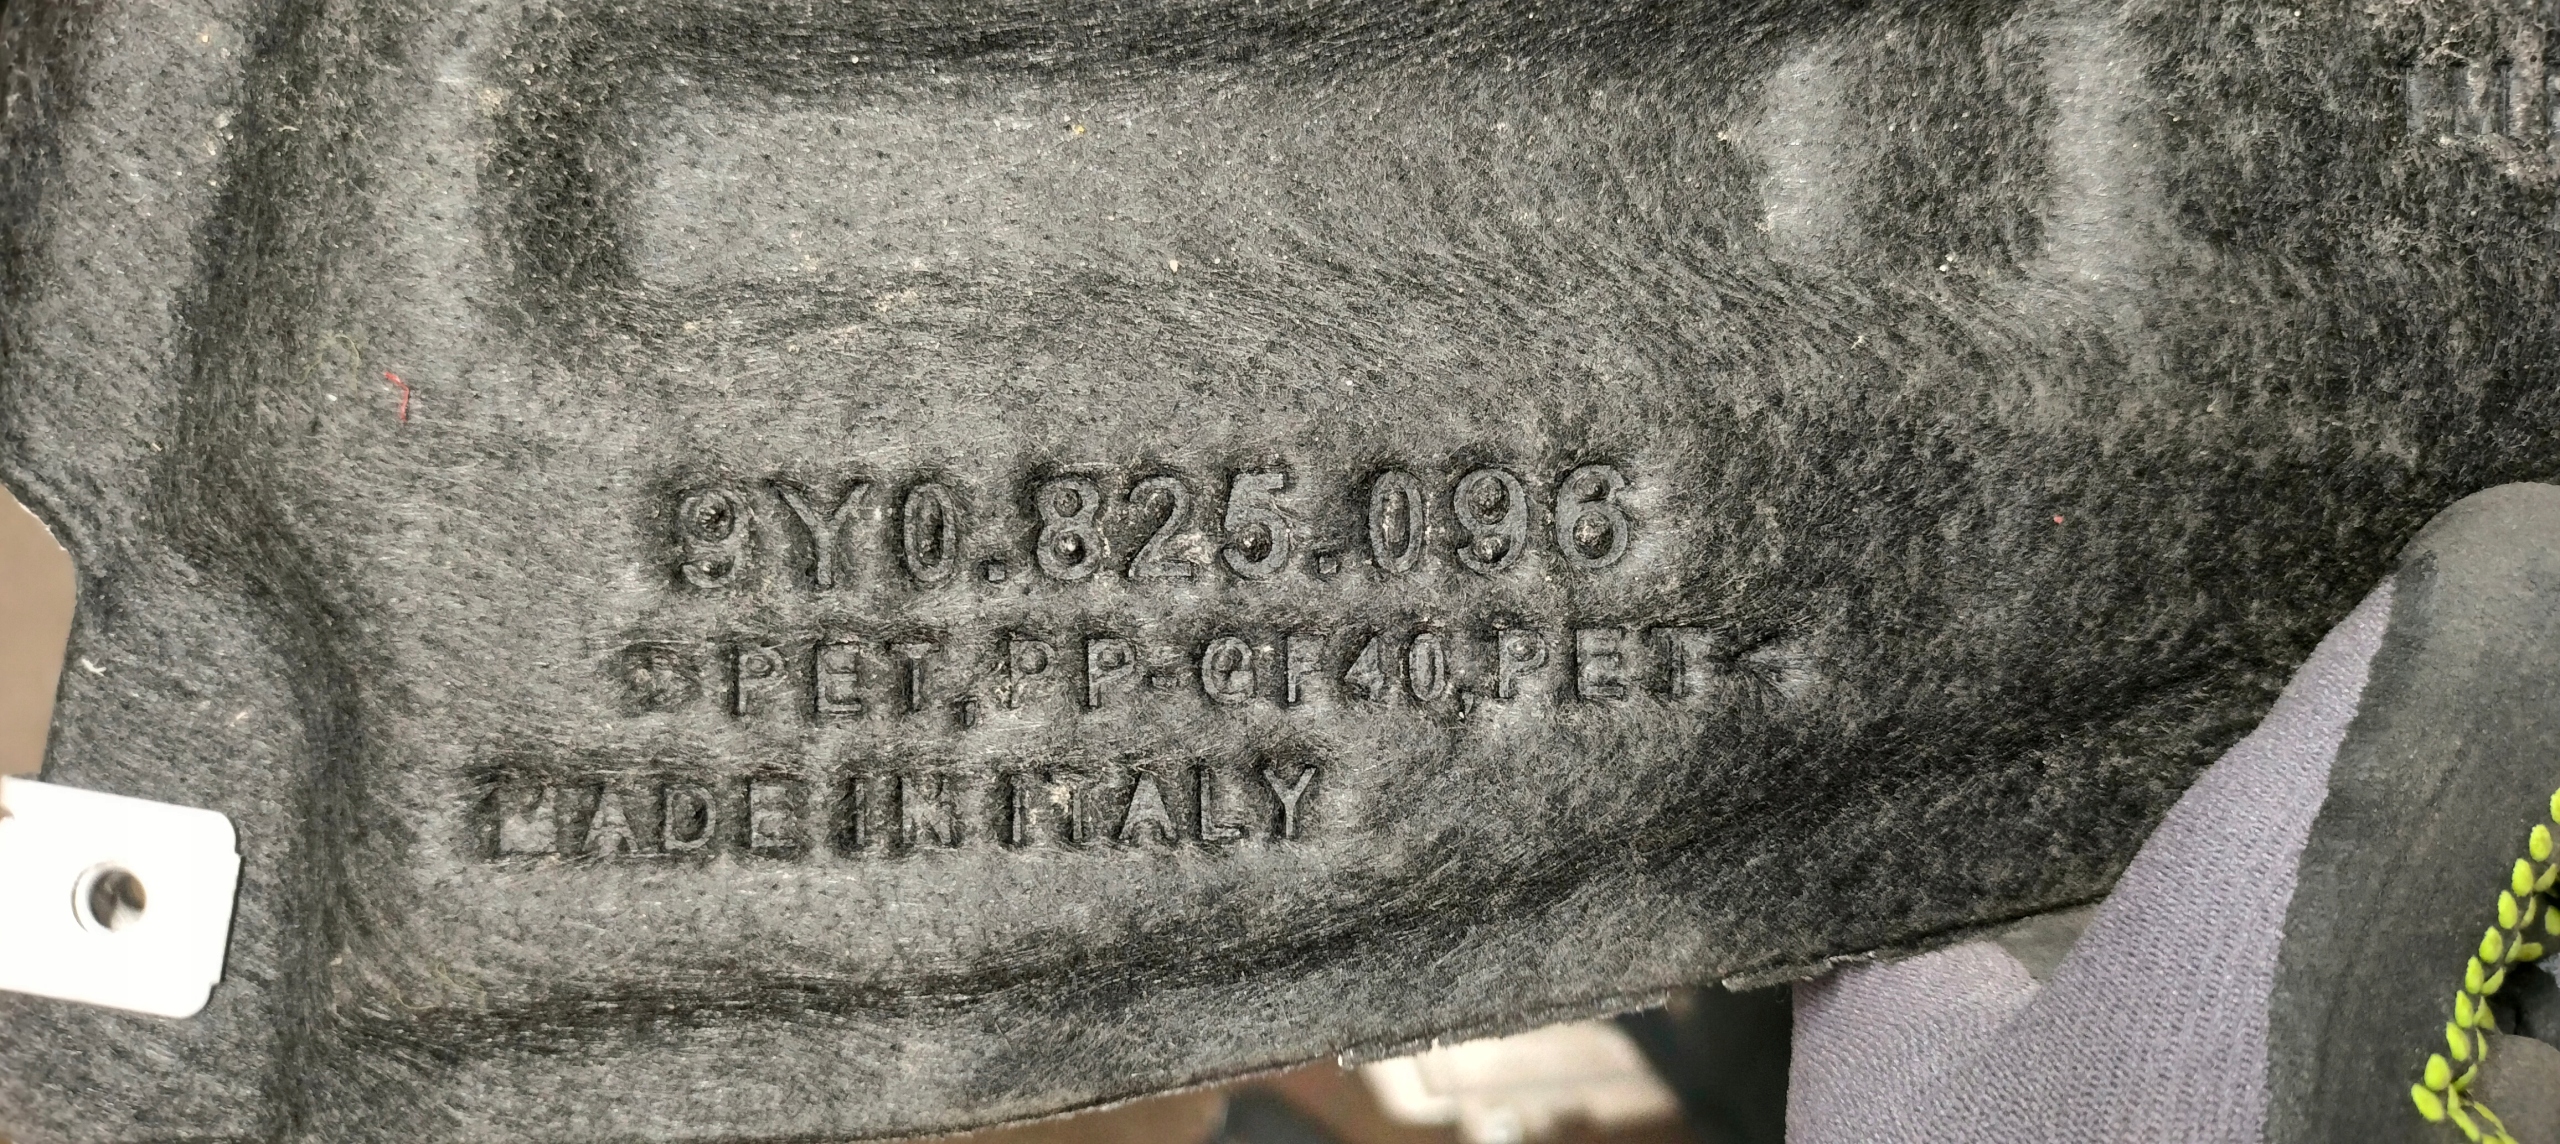 9Y0.825.096
>PET,PP-GF40,PET<
MADE IN ITALY